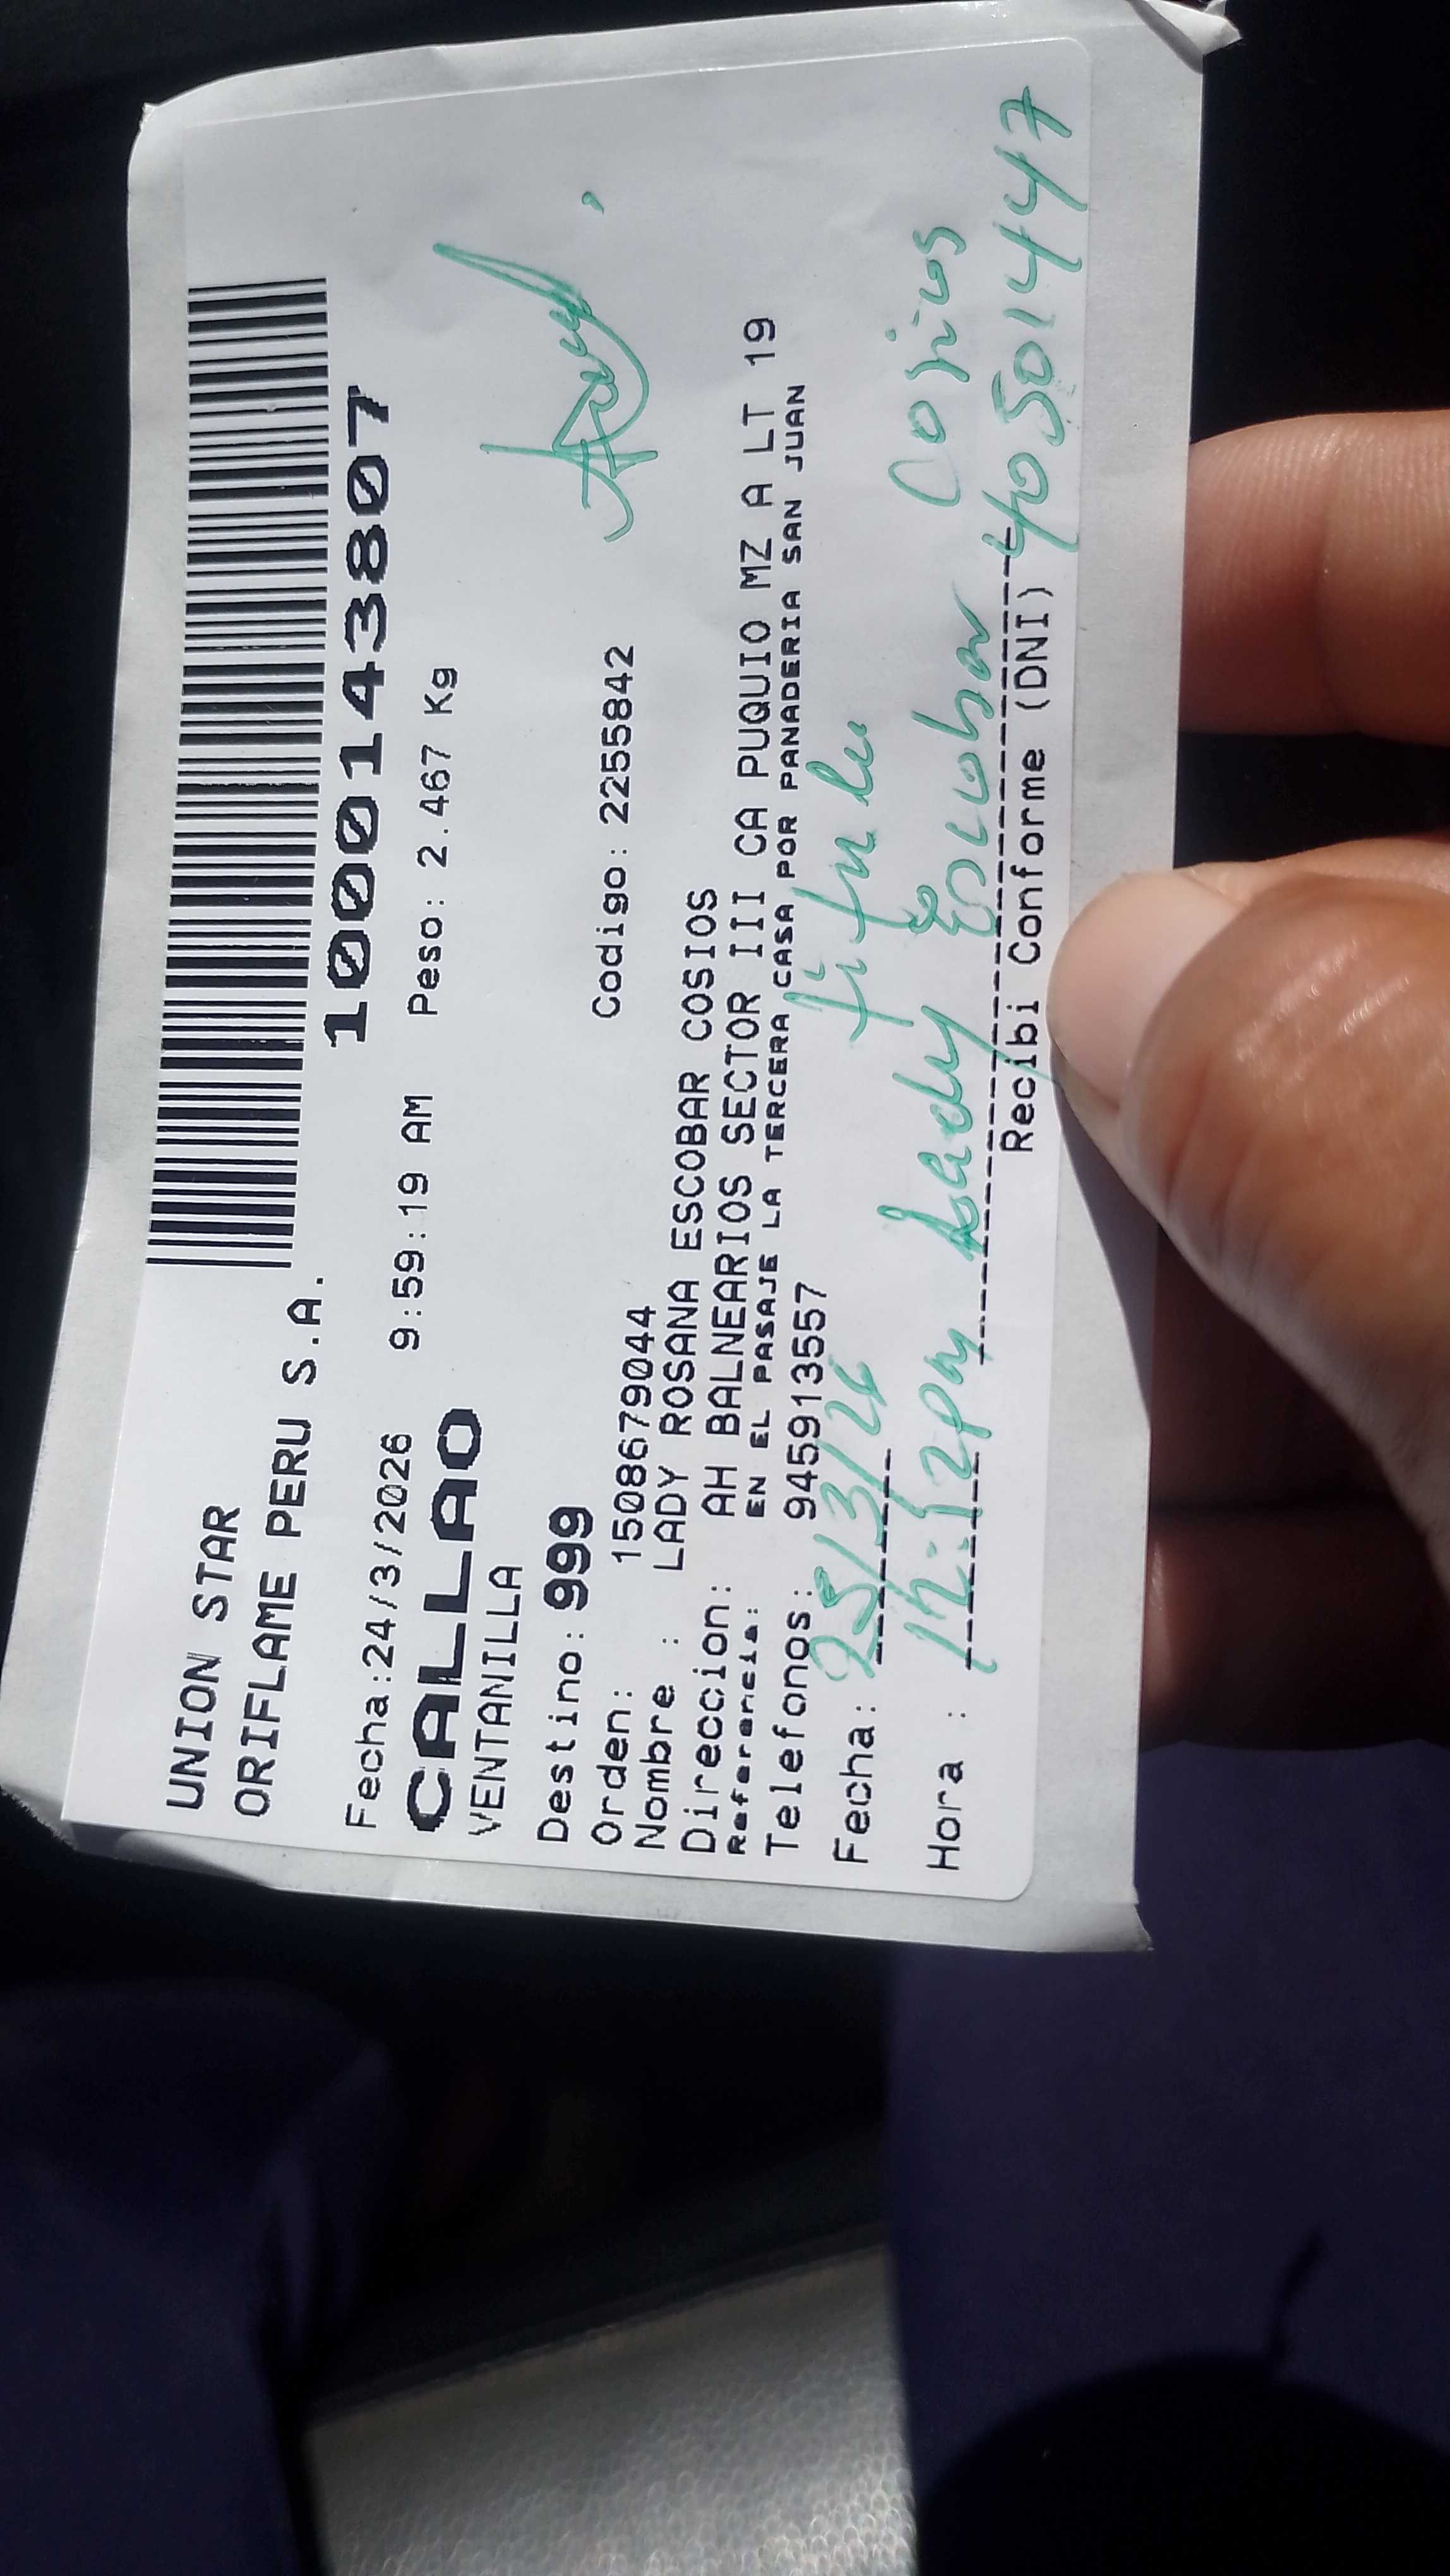 UNION STAR
ORIFLAME PERU S.A.
1000143807
Fecha:24/3/2026 9:59:19 AM Peso: 2.467 Kg
CALLAO
VENTANILLA
Destino: 999 Codigo: 2255842
Orden: 1508679044
Nombre : LADY ROSANA ESCOBAR COSIOS
Direccion: AH BALNEARIOS SECTOR III CA PUQUIO MZ A LT 19
Referencia: EN EL PASAJE LA TERCERA CASA POR PANADERIA SAN JUAN
Telefonos: 945913557
Fecha: 25/3/26 titular
Hora : 12:12pm Lady Escobar Cosios
Recibi Conforme (DNI) 40501447